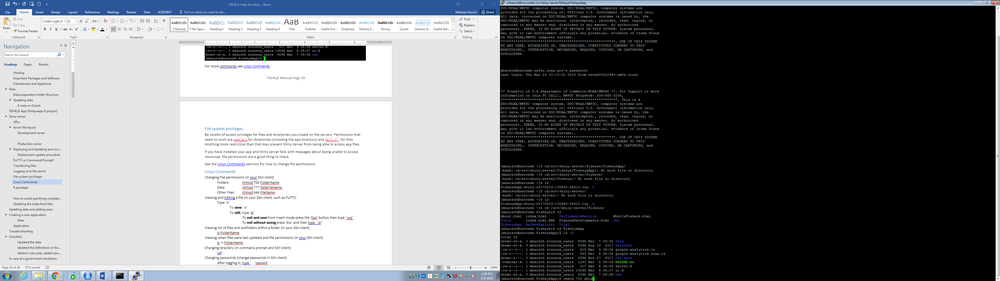 FISHEyE Help doc.docx - Word
File Home Insert Design Layout References Mailings Review View ACROBAT Tell me what you want to do... Melanie.Harsch Share
Paste Cut Copy Format Painter
Clipboard Font Paragraph Styles Editing
Calibri Light (H 11
¶ Normal ¶ No Spac... Heading 1 Heading 2 Heading 3 Heading 4 Title Subtitle Subtle Em... Emphasis Intense E... Strong Quote Intense Q... Subtle Ref...
Find
Replace
Select
Navigation
Search document
Headings Pages Results
Hosting
Important Packages and Software
Framebuster and Appframe
Data
Data preparation folder Structure
Updating data
A note on Oracle
FISHEyE App (fisheyeapp R project)
Shiny server
URLs
Server file layout
Development server
Production server
Deploying and Updating and on t...
Deployment-update procedure
PuTTY or Command Prompt?
Transferring files
Logging in to the server
File system privileges
Linux Commands
R packages
How to avoid specifying complet...
Updating the index.html files
Updating data and adding years
Creating a new application
Data
Application
Trouble shooting
Checklist
Updated the data
Updated the Definitions or Ins...
Added a new year, added new...
In case of a government shutdown
-rw-r--r--. 1 mharsch econsim_users 517 Mar 6 08:06 server.R
-rw-r--r--. 1 mharsch econsim_users 19098 Mar 6 08:07 ui.R
drwxr-sr-x. 5 mharsch econsim_users 4096 Mar 7 09:36 www
[mharsch@nwcrweb FisheyeApp]$
For more commands see Linux Commands.
FISHEyE Manual Page 20
File system privileges
Be careful of access privileges for files and directories you create on the servers. Permissions that
seem to work are rwxr_sr_x for directories (including the app directory) and rw_r__r__ for files.
Anything more restrictive than that may prevent Shiny Server from being able to access app files.
If you have installed your app and Shiny server fails with messages about being unable to access
resources, file permissions are a good thing to check.
See the Linux Commands sections for how to change file permissions.
Linux Commands
Changing File permissions (in your SSH client)
Folders: chmod 755 FolderName
Data: chmod 777 DataFileName
Other Files: chmod 644 FileName
Viewing and Editing a file (in your SSH client, such as PuTTY)
Type 'vi'
To view: 'o'
To edit, type 'ei'
To exit and save from insert mode press the 'Esq' button then type ':wq'
To exit without saving press 'Esc' and then type ':q!'
Viewing list of files and subfolders within a folder (in your SSH client)
ls FolderName
Viewing when files were last updated and file permissions (in your SSH client)
ls –l FolderName
Changing directory (in command prompt and SSH client)
cd/...
Changing passwords (change passwords in SSH client)
After logging in, type: 'passwd'
Page 20 of 28 7772 words 100%
2:39 PM
6/4/2018
mharsch@nwcrweb:/srv/shiny-server/fisheye/FisheyeApp
DOC/NOAA/NWFSC computer system. DOC/NOAA/NWFSC, computer systems are
provided for the processing of, Official U.S. Government information only.
All data, contained on DOC/NOAA/NWFSC computer systems is owned by, the
DOC/NOAA/NWFSC may be monitored, intercepted,, recorded, read, copied, or
captured in any manner and, disclosed in any manner, by authorized
personnel. THERE, IS NO RIGHT OF PRIVACY IN THIS SYSTEM. System personnel,
may give to law enforcement officials any potential, evidence of crime found
on DOC/NOAA/NWFSC computer systems.,
*******************************************************, USE OF THIS SYSTEM
BY ANY USER, AUTHORIZED OR, UNAUTHORIZED, CONSTITUTES CONSENT TO THIS
MONITORING,, INTERCEPTION, RECORDING, READING, COPYING, OR CAPTURING, and
DISCLOSURE.
mharsch@nwcrweb.nwfsc.noaa.gov's password:
Last login: Thu May 24 14:13:32 2018 from nwcdw04222964.nmfs.local
** Property of U.S.Department of Commerce/NOAA/NWFSC **, For Support or more
information on this PC Call:, NWFSC Helpdesk: 206-860-3256,
********************************************************, This is a
DOC/NOAA/NWFSC computer system. DOC/NOAA/NWFSC, computer systems are
provided for the processing of, Official U.S. Government information only.
All data, contained on DOC/NOAA/NWFSC computer systems is owned by, the
DOC/NOAA/NWFSC may be monitored, intercepted,, recorded, read, copied, or
captured in any manner and, disclosed in any manner, by authorized
personnel. THERE, IS NO RIGHT OF PRIVACY IN THIS SYSTEM. System personnel,
may give to law enforcement officials any potential, evidence of crime found
on DOC/NOAA/NWFSC computer systems.,
*******************************************************, USE OF THIS SYSTEM
BY ANY USER, AUTHORIZED OR, UNAUTHORIZED, CONSTITUTES CONSENT TO THIS
MONITORING,, INTERCEPTION, RECORDING, READING, COPYING, OR CAPTURING, and
DISCLOSURE.
[mharsch@nwcrweb ~]$ cd/srv/shiny-server/fisheye/FisheyeApp/
-bash: cd/srv/shiny-server/fisheye/FisheyeApp/: No such file or directory
[mharsch@nwcrweb ~]$ cd/srv/shiny-server/fisheye/
-bash: cd/srv/shiny-server/fisheye/: No such file or directory
[mharsch@nwcrweb ~]$ ls
FisheyeApp-shiny-20170203-130645-36415.log R
[mharsch@nwcrweb ~]$ cd/srv/shiny-server/
-bash: cd/srv/shiny-server/: No such file or directory
[mharsch@nwcrweb ~]$ ls
FisheyeApp-shiny-20170203-130645-36415.log R
[mharsch@nwcrweb ~]$ cd /srv/shiny-server/fisheye/
[mharsch@nwcrweb fisheye]$ ls
About.html index.html PerformanceMetrics WhatIsFisheye.html
Costs index.html.BAK PlannedDevelopments.html www
FisheyeApp NetRevExplorer Trial
[mharsch@nwcrweb fisheye]$ cd FisheyeApp
[mharsch@nwcrweb FisheyeApp]$ ls -l
total 52
drwxr-sr-x. 2 mharsch econsim_users 4096 Mar 7 09:35 data
drwxr-sr-x. 3 mharsch econsim_users 4096 Aug 10 2017 external
-rw-r--r--. 1 mharsch econsim_users 619 Mar 6 08:06 google-analytics.js
-rw-r-----. 1 mharsch econsim_users 583 Mar 6 08:06 google-analytics.noaa.js
drwxr-s---. 2 mharsch econsim_users 4096 Nov 27 2017 old data
-rwxrwxr-x. 1 mharsch econsim_users 1263 Mar 6 08:06 README.md
-rw-r--r--. 1 mharsch econsim_users 517 Mar 6 08:06 server.R
-rw-r--r--. 1 mharsch econsim_users 19098 Mar 6 08:07 ui.R
drwxr-sr-x. 5 mharsch econsim_users 4096 Mar 7 09:36 www
[mharsch@nwcrweb FisheyeApp]$ chmod 755 data